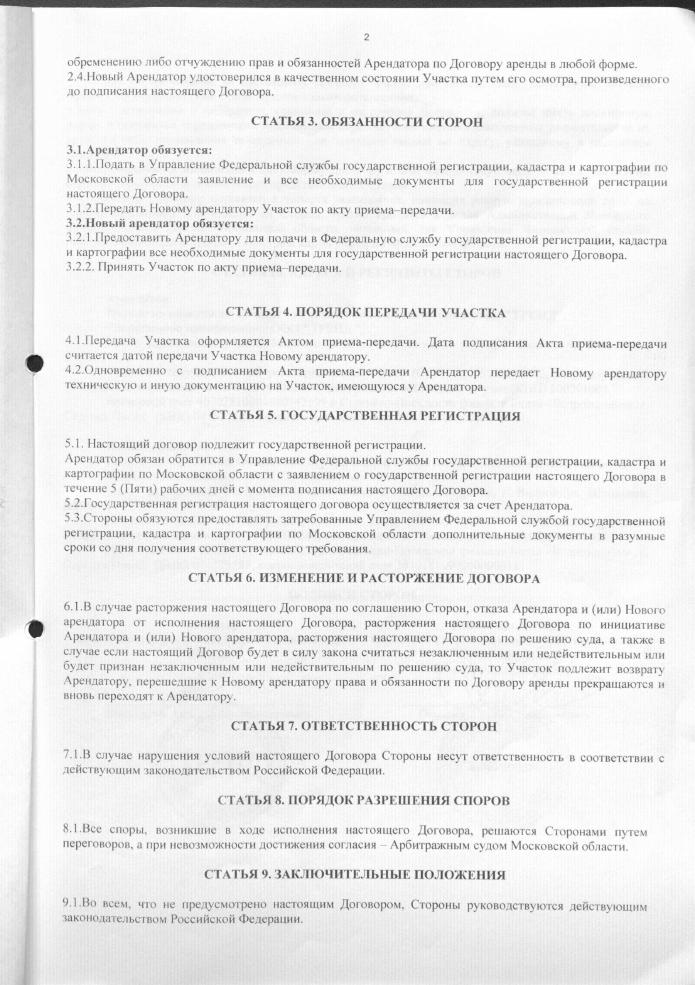 2
обременению либо отчуждению прав и обязанностей Арендатора по Договору аренды в любой форме.
2.4.Новый Арендатор удостоверился в качественном состоянии Участка путем его осмотра, произведенного
до подписания настоящего Договора.
СТАТЬЯ 3. ОБЯЗАННОСТИ СТОРОН
3.1.Арендатор обязуется:
3.1.1.Подать в Управление Федеральной службы государственной регистрации, кадастра и картографии по
Московской области заявление и все необходимые документы для государственной регистрации
настоящего Договора.
3.1.2.Передать Новому арендатору Участок по акту приема–передачи.
3.2.Новый арендатор обязуется:
3.2.1.Предоставить Арендатору для подачи в Федеральную службу государственной регистрации, кадастра
и картографии все необходимые документы для государственной регистрации настоящего Договора.
3.2.2. Принять Участок по акту приема–передачи.
СТАТЬЯ 4. ПОРЯДОК ПЕРЕДАЧИ УЧАСТКА
4.1.Передача Участка оформляется Актом приема-передачи. Дата подписания Акта приема-передачи
считается датой передачи Участка Новому арендатору.
4.2.Одновременно с подписанием Акта приема-передачи Арендатор передает Новому арендатору
техническую и иную документацию на Участок, имеющуюся у Арендатора.
СТАТЬЯ 5. ГОСУДАРСТВЕННАЯ РЕГИСТРАЦИЯ
5.1. Настоящий договор подлежит государственной регистрации.
Арендатор обязан обратится в Управление Федеральной службы государственной регистрации, кадастра и
картографии по Московской области с заявлением о государственной регистрации настоящего Договора в
течение 5 (Пяти) рабочих дней с момента подписания настоящего Договора.
5.2.Государственная регистрация настоящего договора осуществляется за счет Арендатора.
5.3.Стороны обязуются предоставлять затребованные Управлением Федеральной службой государственной
регистрации, кадастра и картографии по Московской области дополнительные документы в разумные
сроки со дня получения соответствующего требования.
СТАТЬЯ 6. ИЗМЕНЕНИЕ И РАСТОРЖЕНИЕ ДОГОВОРА
6.1.В случае расторжения настоящего Договора по соглашению Сторон, отказа Арендатора и (или) Нового
арендатора от исполнения настоящего Договора, расторжения настоящего Договора по инициативе
Арендатора и (или) Нового арендатора, расторжения настоящего Договора по решению суда, а также в
случае если настоящий Договор будет в силу закона считаться незаключенным или недействительным или
будет признан незаключенным или недействительным по решению суда, то Участок подлежит возврату
Арендатору, перешедшие к Новому арендатору права и обязанности по Договору аренды прекращаются и
вновь переходят к Арендатору.
СТАТЬЯ 7. ОТВЕТСТВЕННОСТЬ СТОРОН
7.1.В случае нарушения условий настоящего Договора Стороны несут ответственность в соответствии с
действующим законодательством Российской Федерации.
СТАТЬЯ 8. ПОРЯДОК РАЗРЕШЕНИЯ СПОРОВ
8.1.Все споры, возникшие в ходе исполнения настоящего Договора, решаются Сторонами путем
переговоров, а при невозможности достижения согласия – Арбитражным судом Московской области.
СТАТЬЯ 9. ЗАКЛЮЧИТЕЛЬНЫЕ ПОЛОЖЕНИЯ
9.1.Во всем, что не предусмотрено настоящим Договором, Стороны руководствуются действующим
законодательством Российской Федерации.